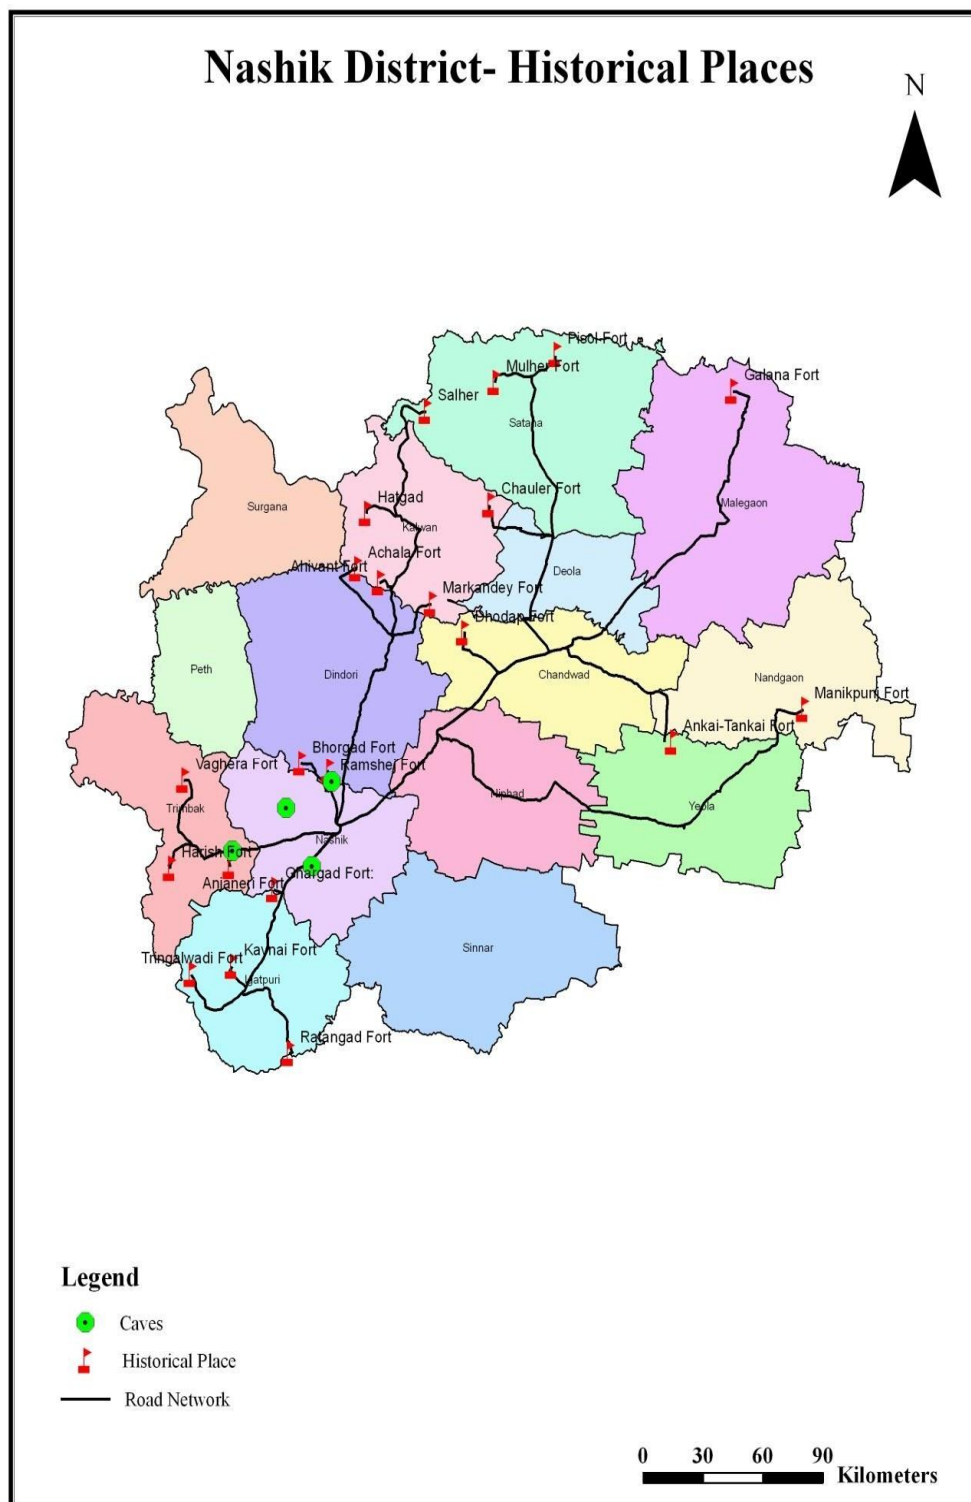 Nashik District- Historical Places
N
Pisol Fort
Mulher Fort
Galana Fort
Salher
Satana
Chauler Fort
Hatgad
Surgana
Malegaon
Kalwan
Achala Fort
Ahivant Fort
Deola
Markandey Fort
Dhodap Fort
Peth
Dindori
Chandwad
Nandgaon
Manikpunj Fort
Ankai-Tankai Fort
Bhorgad Fort
Vaghera Fort
Ramshej Fort
Trimbak
Niphad
Yeola
Nashik
Harish Fort
Ghargad Fort:
Anjaneri Fort
Sinnar
Kavnai Fort
Tringalwadi Fort
Igatpuri
Ratangad Fort
Legend
Caves
Historical Place
Road Network
0 30 60 90
Kilometers